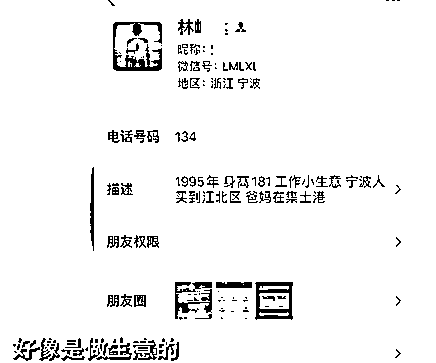 林
昵称：
微信号：LMLXL
地区：浙江 宁波
电话号码 134
描述 1995年 身高181 工作小生意 宁波人
买到江北区 爸妈在集士港
朋友权限
朋友圈
好像是做生意的